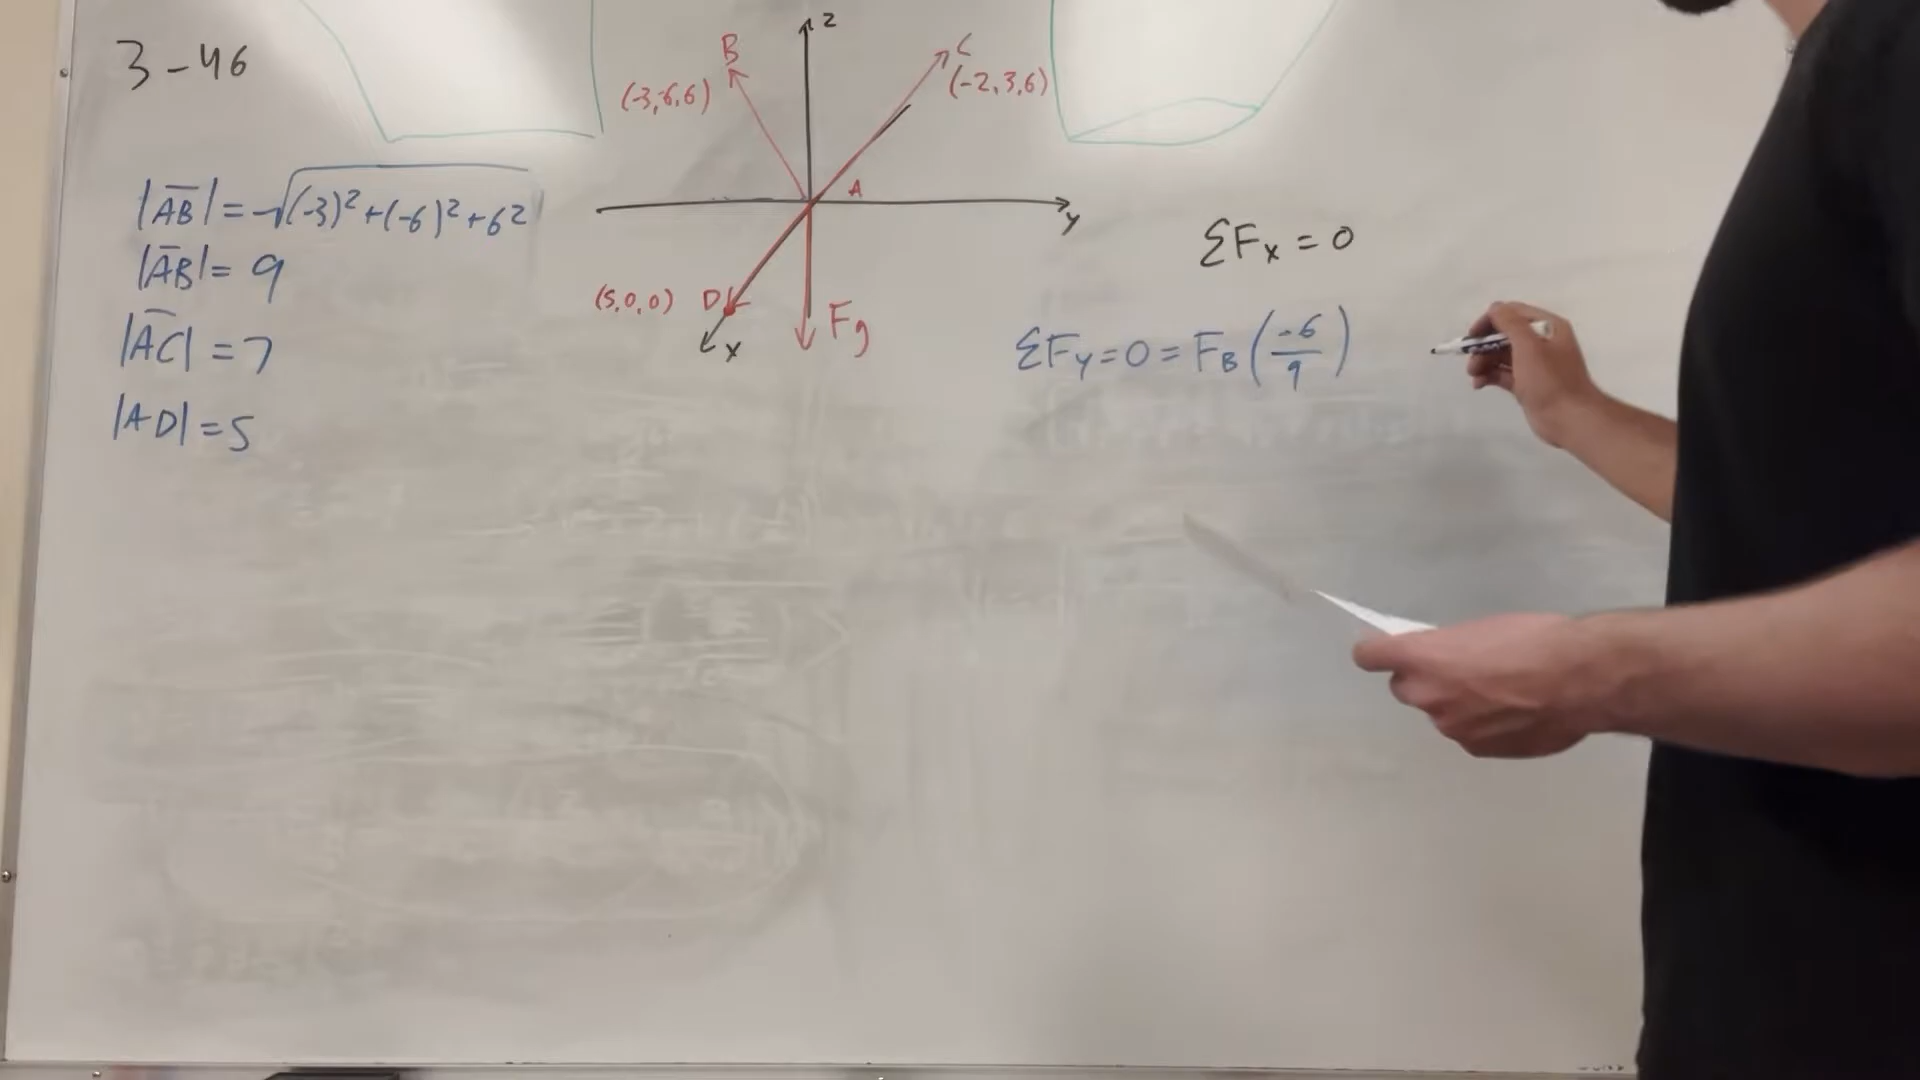 3-46
z
B
C
(-3,-6,6)
(-2,3,6)
A
y
|AB| = √(-3)²+(-6)²+6²
|AB| = 9
ΣFx = 0
(5,0,0) D
Fg
x
ΣFy = 0 = FB(-6/9)
|AC| = 7
|AD| = 5